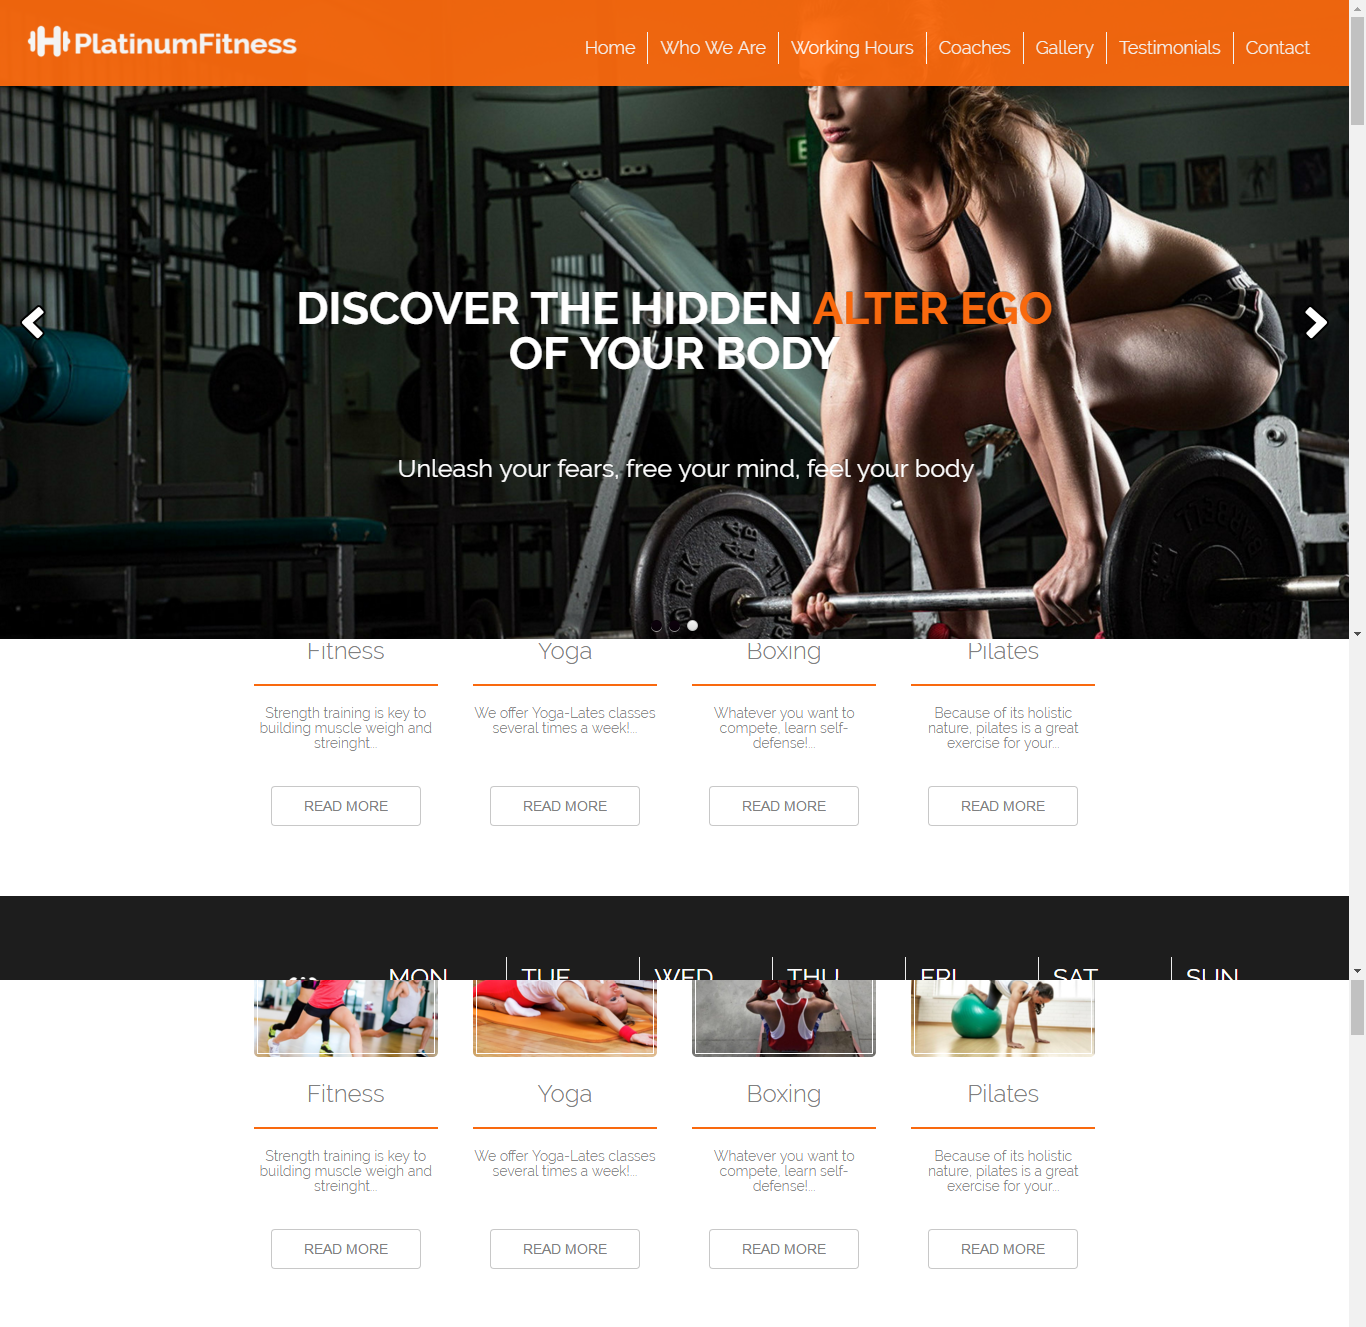 PlatinumFitness
Home Who We Are Working Hours Coaches Gallery Testimonials Contact
DISCOVER THE HIDDEN ALTER EGO
OF YOUR BODY
Unleash your fears, free your mind, feel your body
Fitness Yoga Boxing Pilates
Strength training is key to
building muscle weigh and
streinght...
We offer Yoga-Lates classes
several times a week!...
Whatever you want to
compete, learn self-
defense!...
Because of its holistic
nature, pilates is a great
exercise for your...
READ MORE READ MORE READ MORE READ MORE
MON TUE WED THU FRI SAT SUN
Fitness Yoga Boxing Pilates
Strength training is key to
building muscle weigh and
streinght...
We offer Yoga-Lates classes
several times a week!...
Whatever you want to
compete, learn self-
defense!...
Because of its holistic
nature, pilates is a great
exercise for your...
READ MORE READ MORE READ MORE READ MORE